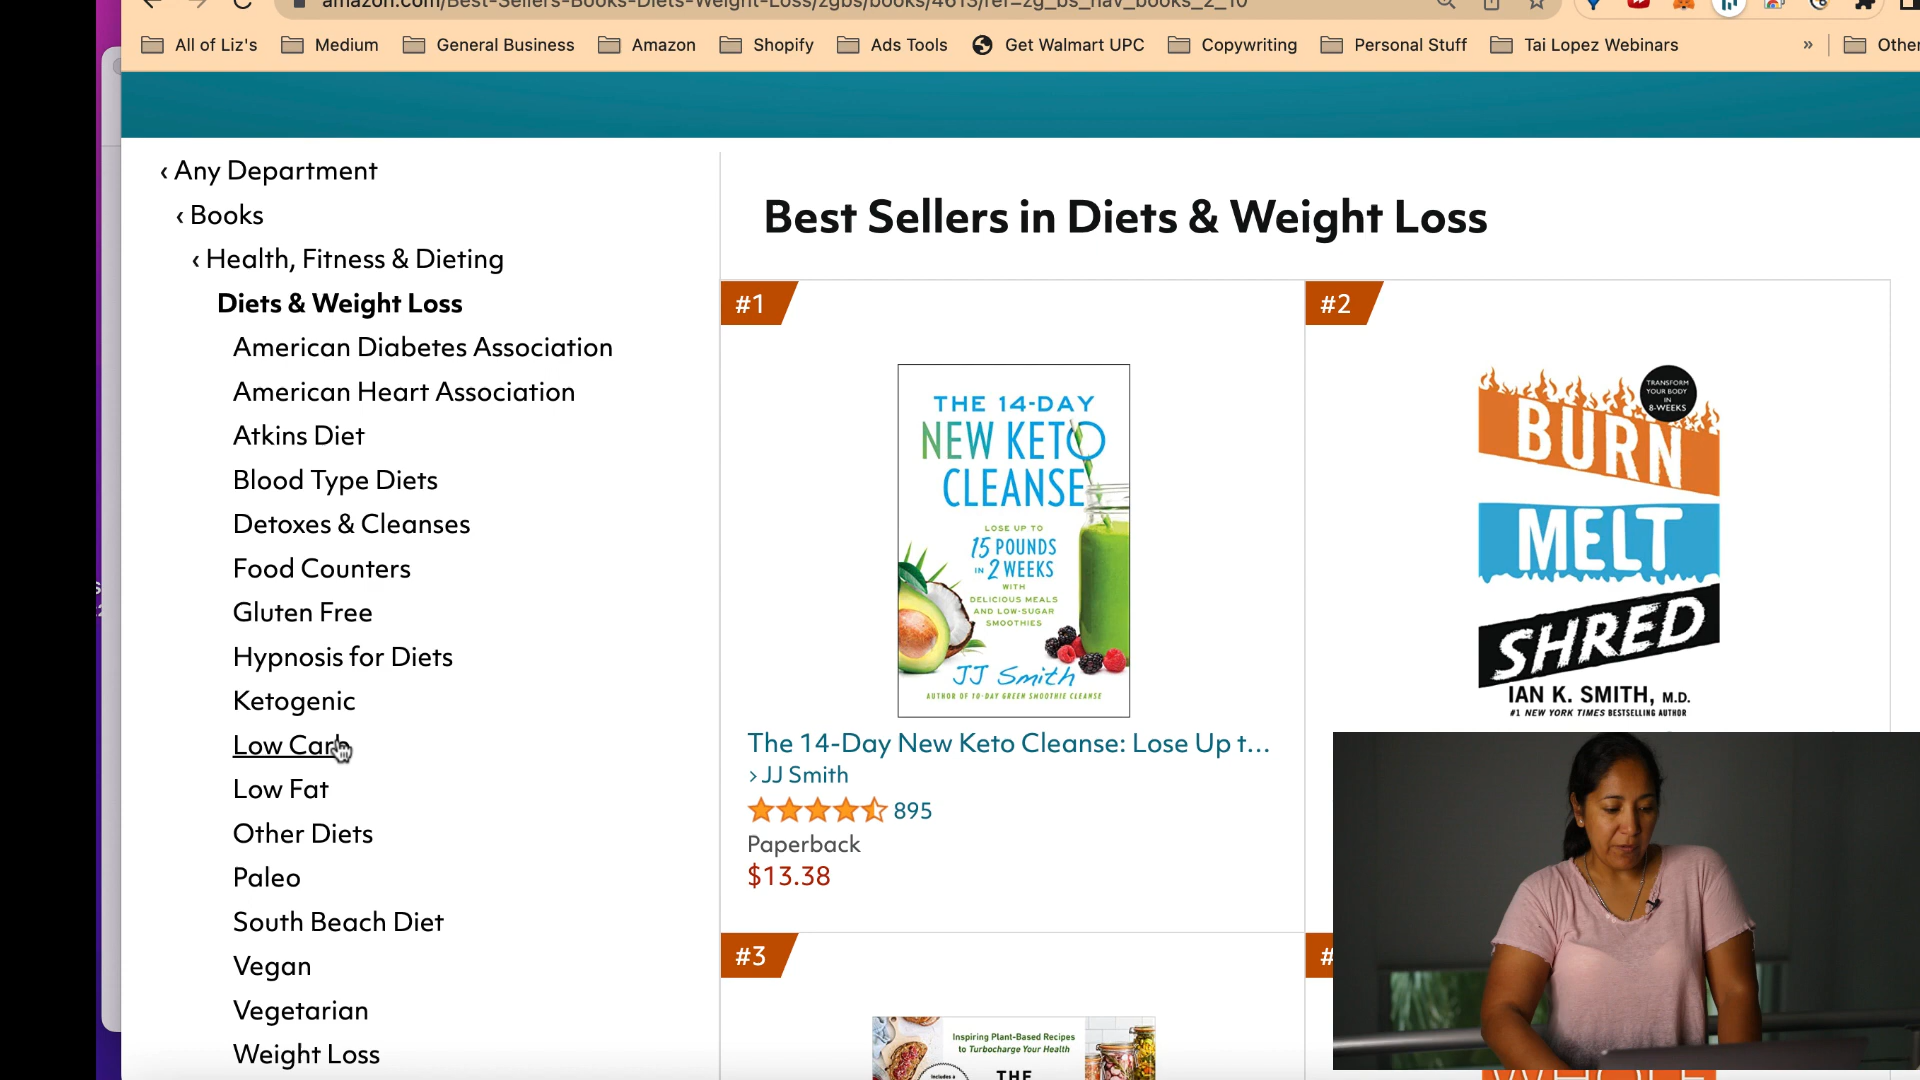 amazon.com/Best-Sellers-Books-Diets-Weight-Loss/zgbs/books/4613/ref=zg_bs_nav_books_2_10
All of Liz's
Medium
General Business
Amazon
Shopify
Ads Tools
Get Walmart UPC
Copywriting
Personal Stuff
Tai Lopez Webinars
»
Other
‹ Any Department
‹ Books
‹ Health, Fitness & Dieting
Diets & Weight Loss
American Diabetes Association
American Heart Association
Atkins Diet
Blood Type Diets
Detoxes & Cleanses
Food Counters
Gluten Free
Hypnosis for Diets
Ketogenic
Low Carb
Low Fat
Other Diets
Paleo
South Beach Diet
Vegan
Vegetarian
Weight Loss
Best Sellers in Diets & Weight Loss
#1
THE 14-DAY
NEW KETO
CLEANSE
LOSE UP TO
15 POUNDS
IN 2 WEEKS
WITH
DELICIOUS MEALS
AND LOW-SUGAR
SMOOTHIES
JJ Smith
AUTHOR OF 10-DAY GREEN SMOOTHIE CLEANSE
The 14-Day New Keto Cleanse: Lose Up t...
› JJ Smith
895
Paperback
$13.38
#2
TRANSFORM
YOUR BODY
IN
8-WEEKS
BURN
MELT
SHRED
IAN K. SMITH, M.D.
#1 NEW YORK TIMES BESTSELLING AUTHOR
#3
Inspiring Plant-Based Recipes
to Turbocharge Your Health
Includes a
THE
#
WHOLE